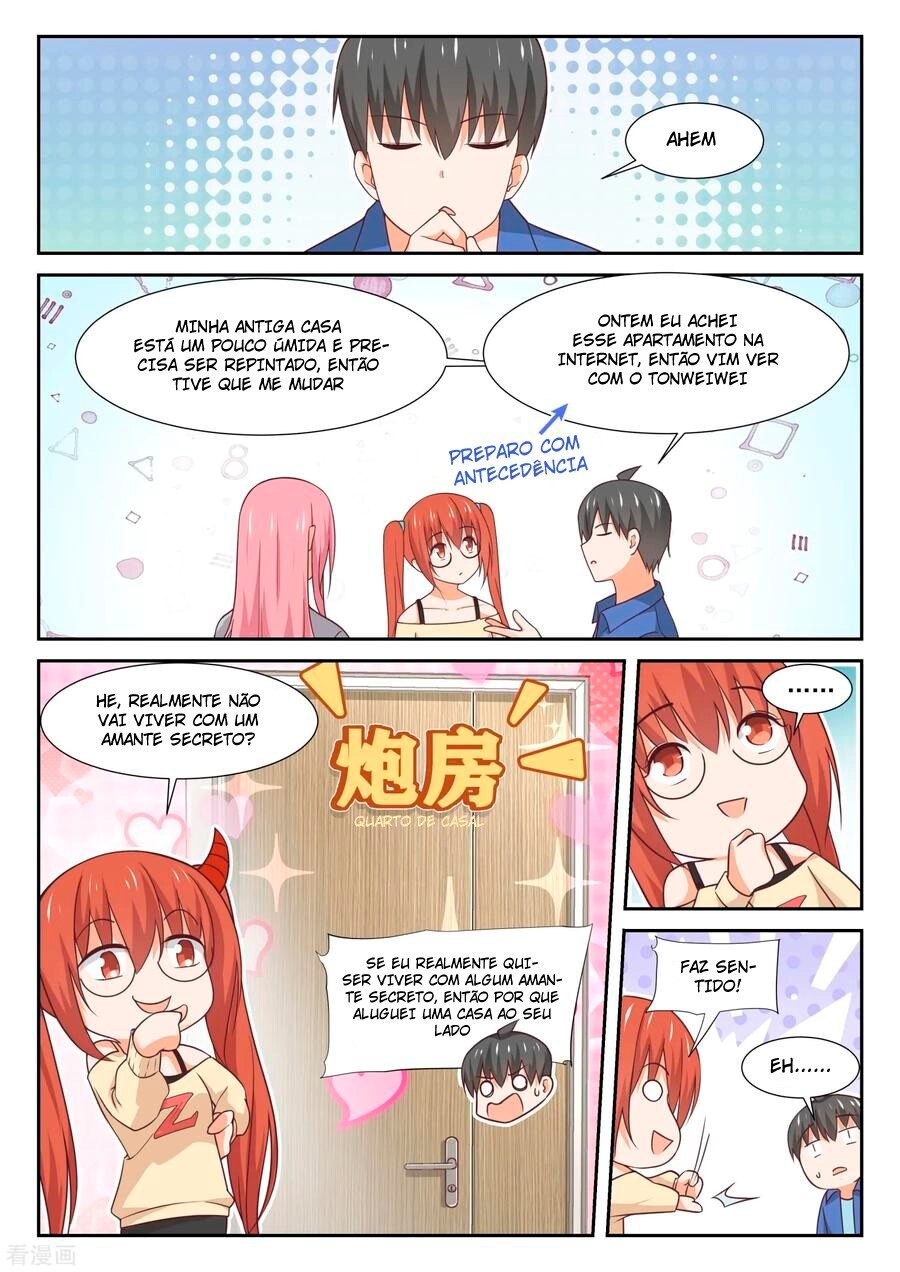 AHEM
MINHA ANTIGA CASA
ESTÁ UM POUCO ÚMIDA E PRE-
CISA SER REPINTADO, ENTÃO
TIVE QUE ME MUDAR
ONTEM EU ACHEI
ESSE APARTAMENTO NA
INTERNET, ENTÃO VIM VER
COM O TONWEIWEI
PREPARO COM
ANTECEDÊNCIA
HE, REALMENTE NÃO
VAI VIVER COM UM
AMANTE SECRETO?
炮房
QUARTO DE CASAL
SE EU REALMENTE QUI-
SER VIVER COM ALGUM AMAN-
TE SECRETO, ENTÃO POR QUE
ALUGUEI UMA CASA AO SEU
LADO
Z
......
FAZ SEN-
TIDO!
EH......
看漫画